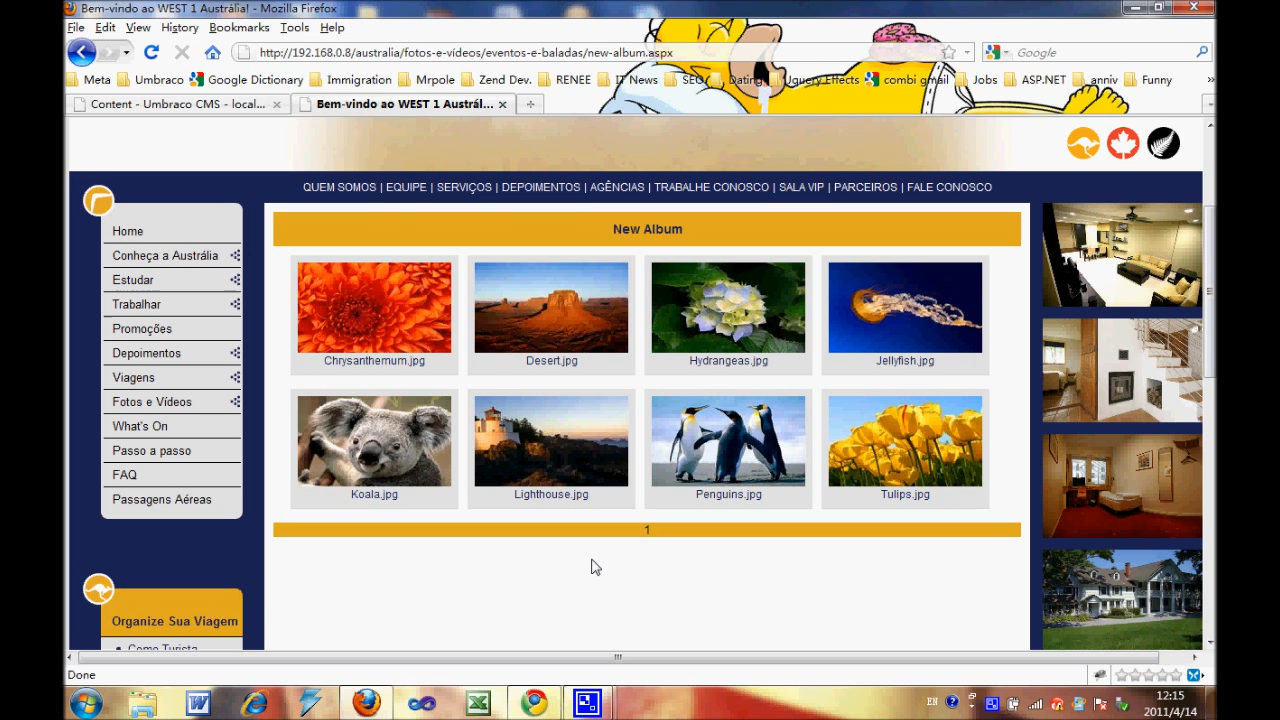 Bem-vindo ao WEST 1 Austrália! - Mozilla Firefox
File Edit View History Bookmarks Tools Help
http://192.168.0.8/australia/fotos-e-vídeos/eventos-e-baladas/new-album.aspx
Google
Meta Umbraco Google Dictionary Immigration Mrpole Zend Dev. RENEE IT News SEO Dating Jquery Effects combi gmail Jobs ASP.NET anniv Funny »
Content - Umbraco CMS - local...
Bem-vindo ao WEST 1 Austrál...
QUEM SOMOS | EQUIPE | SERVIÇOS | DEPOIMENTOS | AGÊNCIAS | TRABALHE CONOSCO | SALA VIP | PARCEIROS | FALE CONOSCO
Home
Conheça a Austrália
Estudar
Trabalhar
Promoções
Depoimentos
Viagens
Fotos e Vídeos
What's On
Passo a passo
FAQ
Passagens Aéreas
Organize Sua Viagem
Como Turista
New Album
Chrysanthemum.jpg
Desert.jpg
Hydrangeas.jpg
Jellyfish.jpg
Koala.jpg
Lighthouse.jpg
Penguins.jpg
Tulips.jpg
1
Done
EN
12:15
2011/4/14